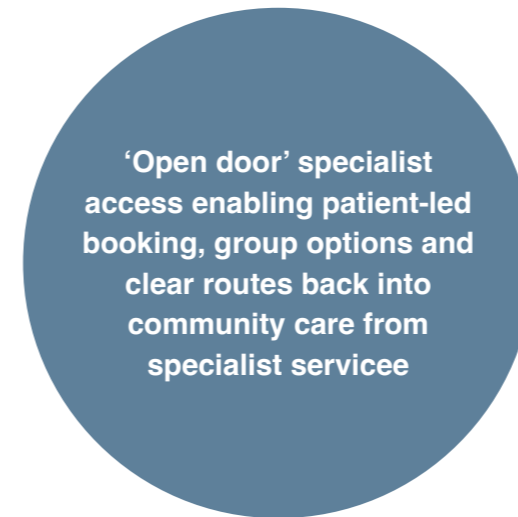 ‘Open door’ specialist
access enabling patient-led
booking, group options and
clear routes back into
community care from
specialist servicee